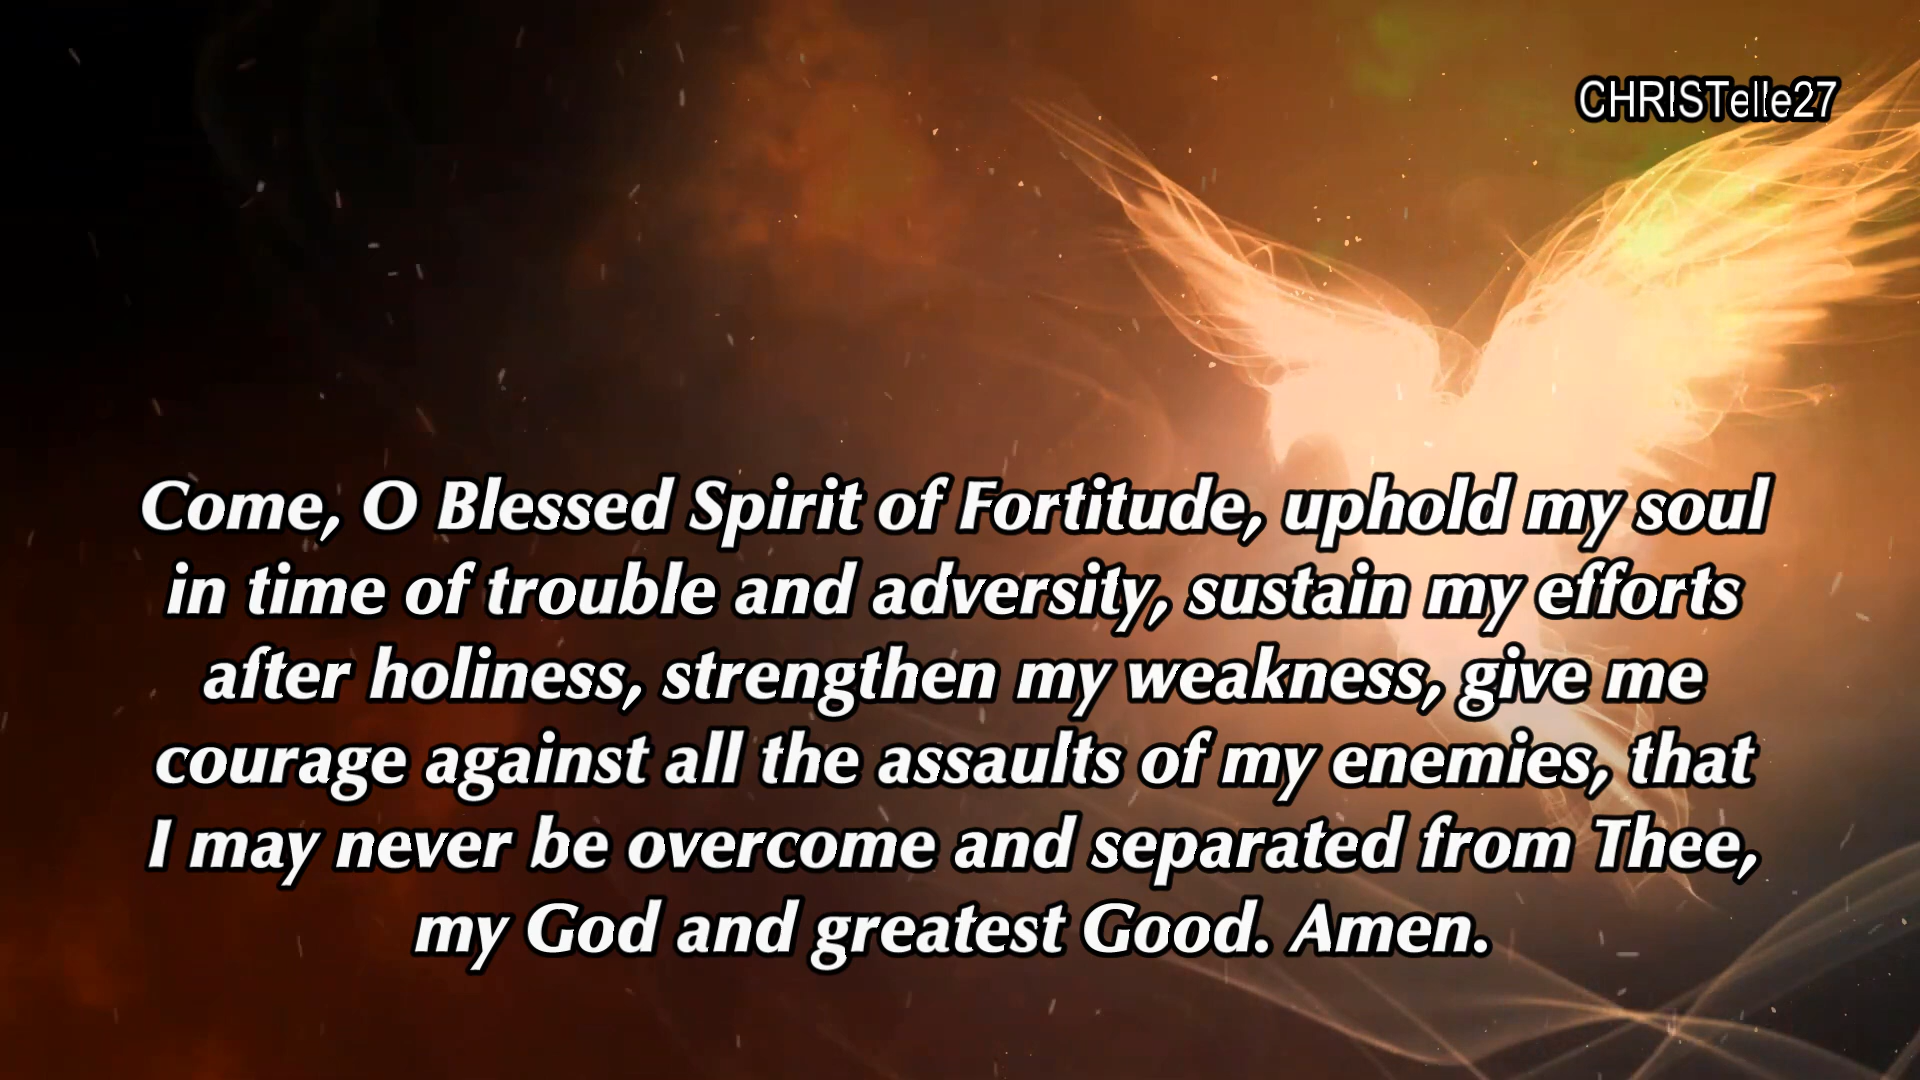 CHRISTelle27
Come, O Blessed Spirit of Fortitude, uphold my soul
in time of trouble and adversity, sustain my efforts
after holiness, strengthen my weakness, give me
courage against all the assaults of my enemies, that
I may never be overcome and separated from Thee,
my God and greatest Good. Amen.